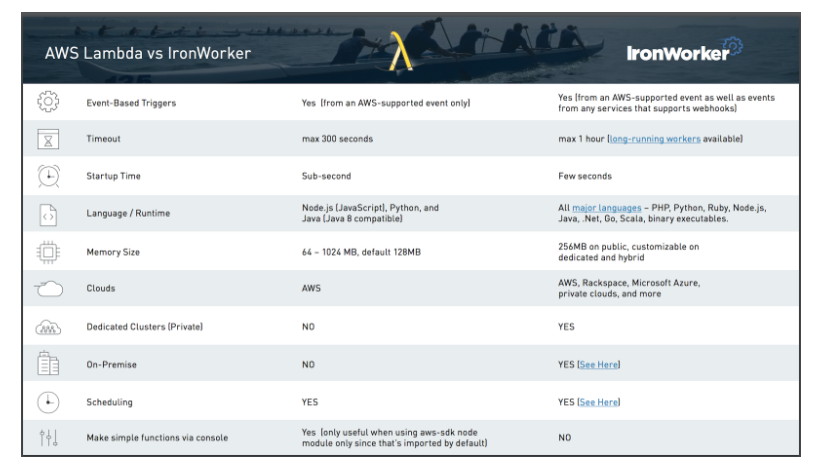 AWS Lambda vs IronWorker
λ
IronWorker
Event-Based Triggers
Yes (from an AWS-supported event only)
Yes (from an AWS-supported event as well as events
from any services that supports webhooks)
Timeout
max 300 seconds
max 1 hour (long-running workers available)
Startup Time
Sub-second
Few seconds
Language / Runtime
Node.js (JavaScript), Python, and
Java (Java 8 compatible)
All major languages – PHP, Python, Ruby, Node.js,
Java, .Net, Go, Scala, binary executables.
Memory Size
64 – 1024 MB, default 128MB
256MB on public, customizable on
dedicated and hybrid
Clouds
AWS
AWS, Rackspace, Microsoft Azure,
private clouds, and more
Dedicated Clusters (Private)
NO
YES
On-Premise
NO
YES (See Here)
Scheduling
YES
YES (See Here)
Make simple functions via console
Yes (only useful when using aws-sdk node
module only since that's imported by default)
NO